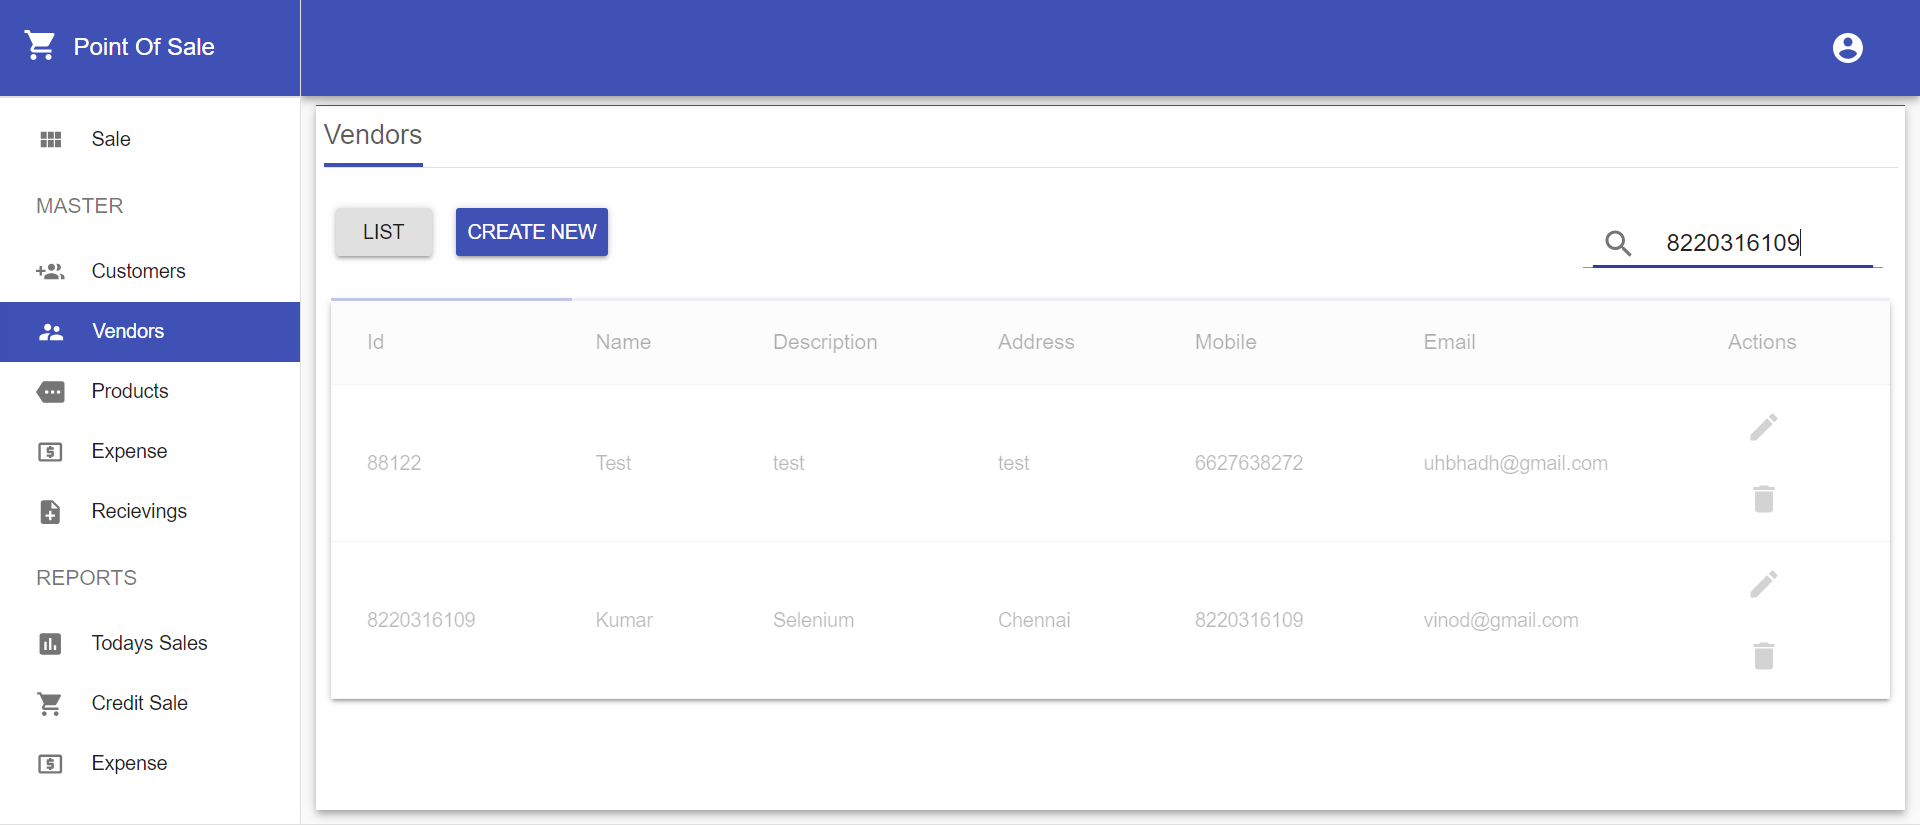 Point Of Sale
Sale
MASTER
Customers
Vendors
Products
Expense
Recievings
REPORTS
Todays Sales
Credit Sale
Expense
Vendors
LIST CREATE NEW
8220316109
Id Name Description Address Mobile Email Actions
88122 Test test test 6627638272 uhbhadh@gmail.com
8220316109 Kumar Selenium Chennai 8220316109 vinod@gmail.com